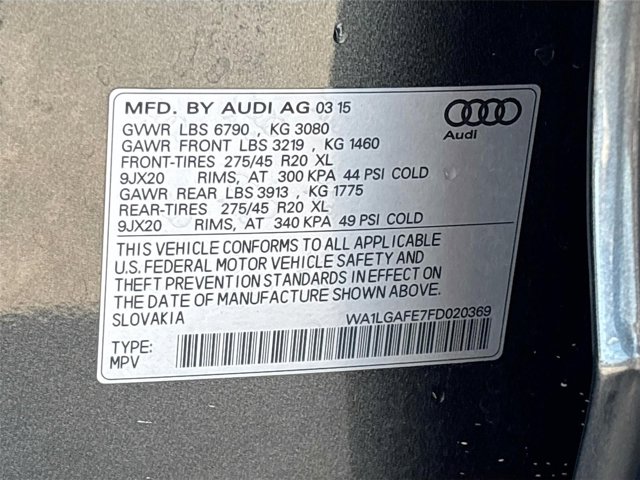 MFD. BY AUDI AG 03 15
GVWR LBS 6790 , KG 3080
GAWR FRONT LBS 3219 , KG 1460
FRONT-TIRES 275/45 R20 XL
9JX20 RIMS, AT 300 KPA 44 PSI COLD
GAWR REAR LBS 3913 , KG 1775
REAR-TIRES 275/45 R20 XL
9JX20 RIMS, AT 340 KPA 49 PSI COLD
Audi
THIS VEHICLE CONFORMS TO ALL APPLICABLE
U.S. FEDERAL MOTOR VEHICLE SAFETY AND
THEFT PREVENTION STANDARDS IN EFFECT ON
THE DATE OF MANUFACTURE SHOWN ABOVE.
SLOVAKIA WA1LGAFE7FD020369
TYPE:
MPV